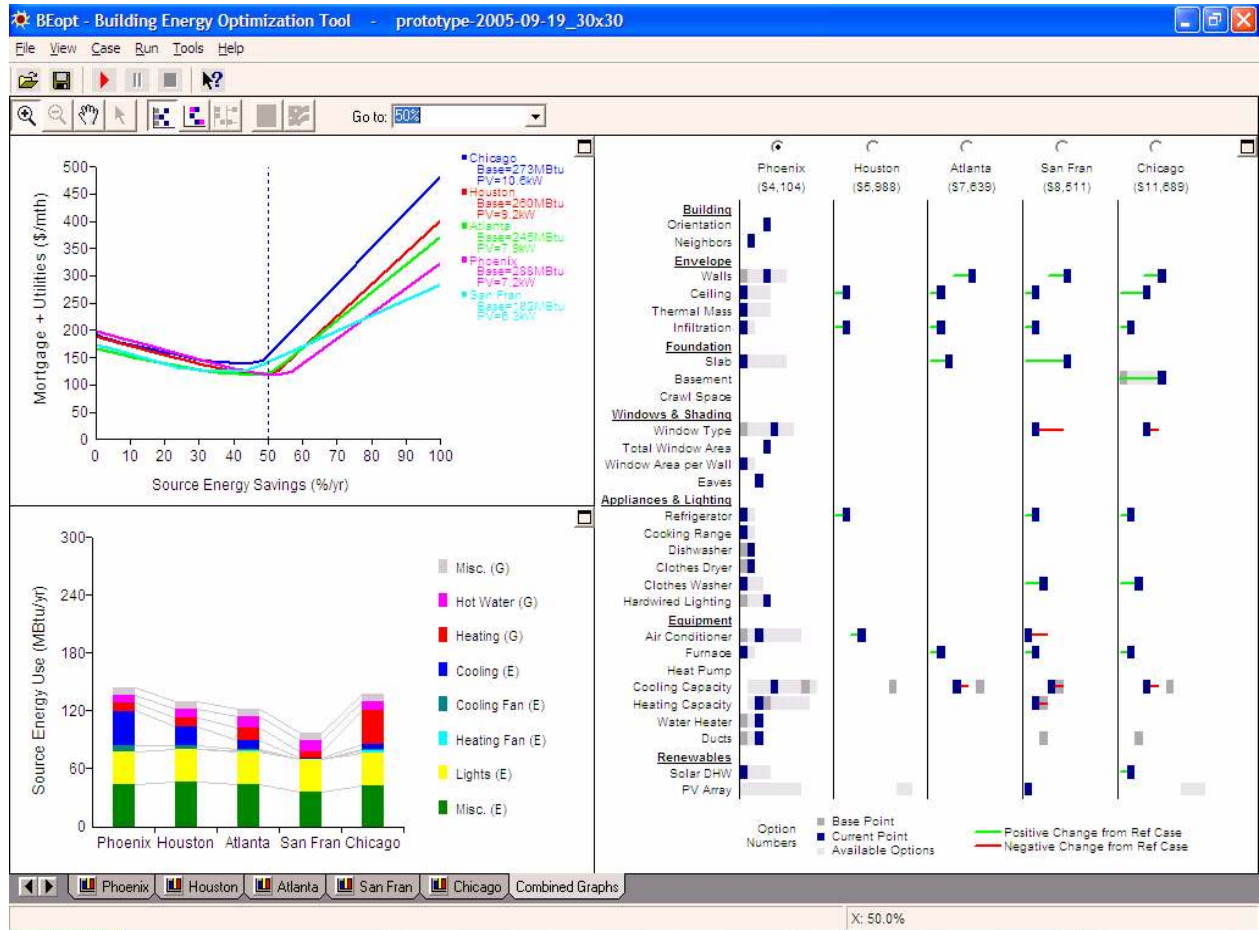 BEopt - Building Energy Optimization Tool - prototype-2005-09-19_30x30
File View Case Run Tools Help
Go to: 50%
500
450
400
350
300
250
200
150
100
50
0
Mortgage + Utilities ($/mth)
0 10 20 30 40 50 60 70 80 90 100
Source Energy Savings (%/yr)
Chicago
Base=273MBtu
PV=10.6kW
Houston
Base=260MBtu
PV=9.2kW
Atlanta
Base=246MBtu
PV=7.9kW
Phoenix
Base=288MBtu
PV=7.2kW
San Fran
Base=182MBtu
PV=6.3kW
300
240
180
120
60
0
Source Energy Use (MBtu/yr)
Phoenix Houston Atlanta San Fran Chicago
Misc. (G)
Hot Water (G)
Heating (G)
Cooling (E)
Cooling Fan (E)
Heating Fan (E)
Lights (E)
Misc. (E)
Phoenix Houston Atlanta San Fran Chicago
($4,104) ($6,988) ($7,639) ($8,511) ($11,689)
Building
Orientation
Neighbors
Envelope
Walls
Ceiling
Thermal Mass
Infiltration
Foundation
Slab
Basement
Crawl Space
Windows & Shading
Window Type
Total Window Area
Window Area per Wall
Eaves
Appliances & Lighting
Refrigerator
Cooking Range
Dishwasher
Clothes Dryer
Clothes Washer
Hardwired Lighting
Equipment
Air Conditioner
Furnace
Heat Pump
Cooling Capacity
Heating Capacity
Water Heater
Ducts
Renewables
Solar DHW
PV Array
Option Numbers
Base Point
Current Point
Available Options
Positive Change from Ref Case
Negative Change from Ref Case
Phoenix Houston Atlanta San Fran Chicago Combined Graphs
X: 50.0%